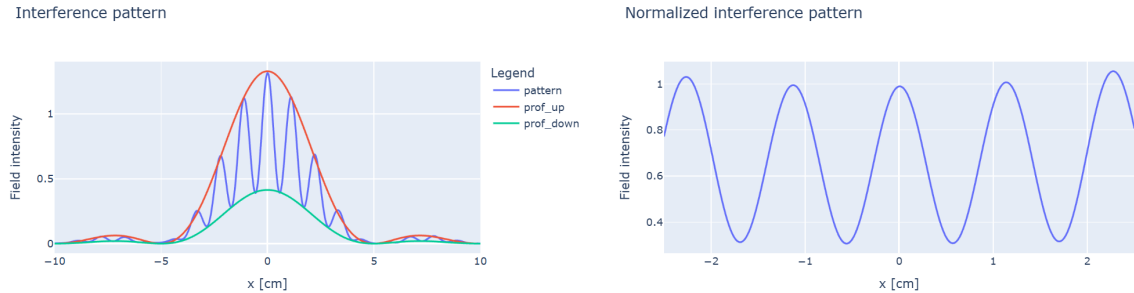 Interference pattern
Field intensity
1
0.5
0
−10
−5
0
5
10
x [cm]
Legend
pattern
prof_up
prof_down
Normalized interference pattern
Field intensity
1
0.8
0.6
0.4
−2
−1
0
1
2
x [cm]